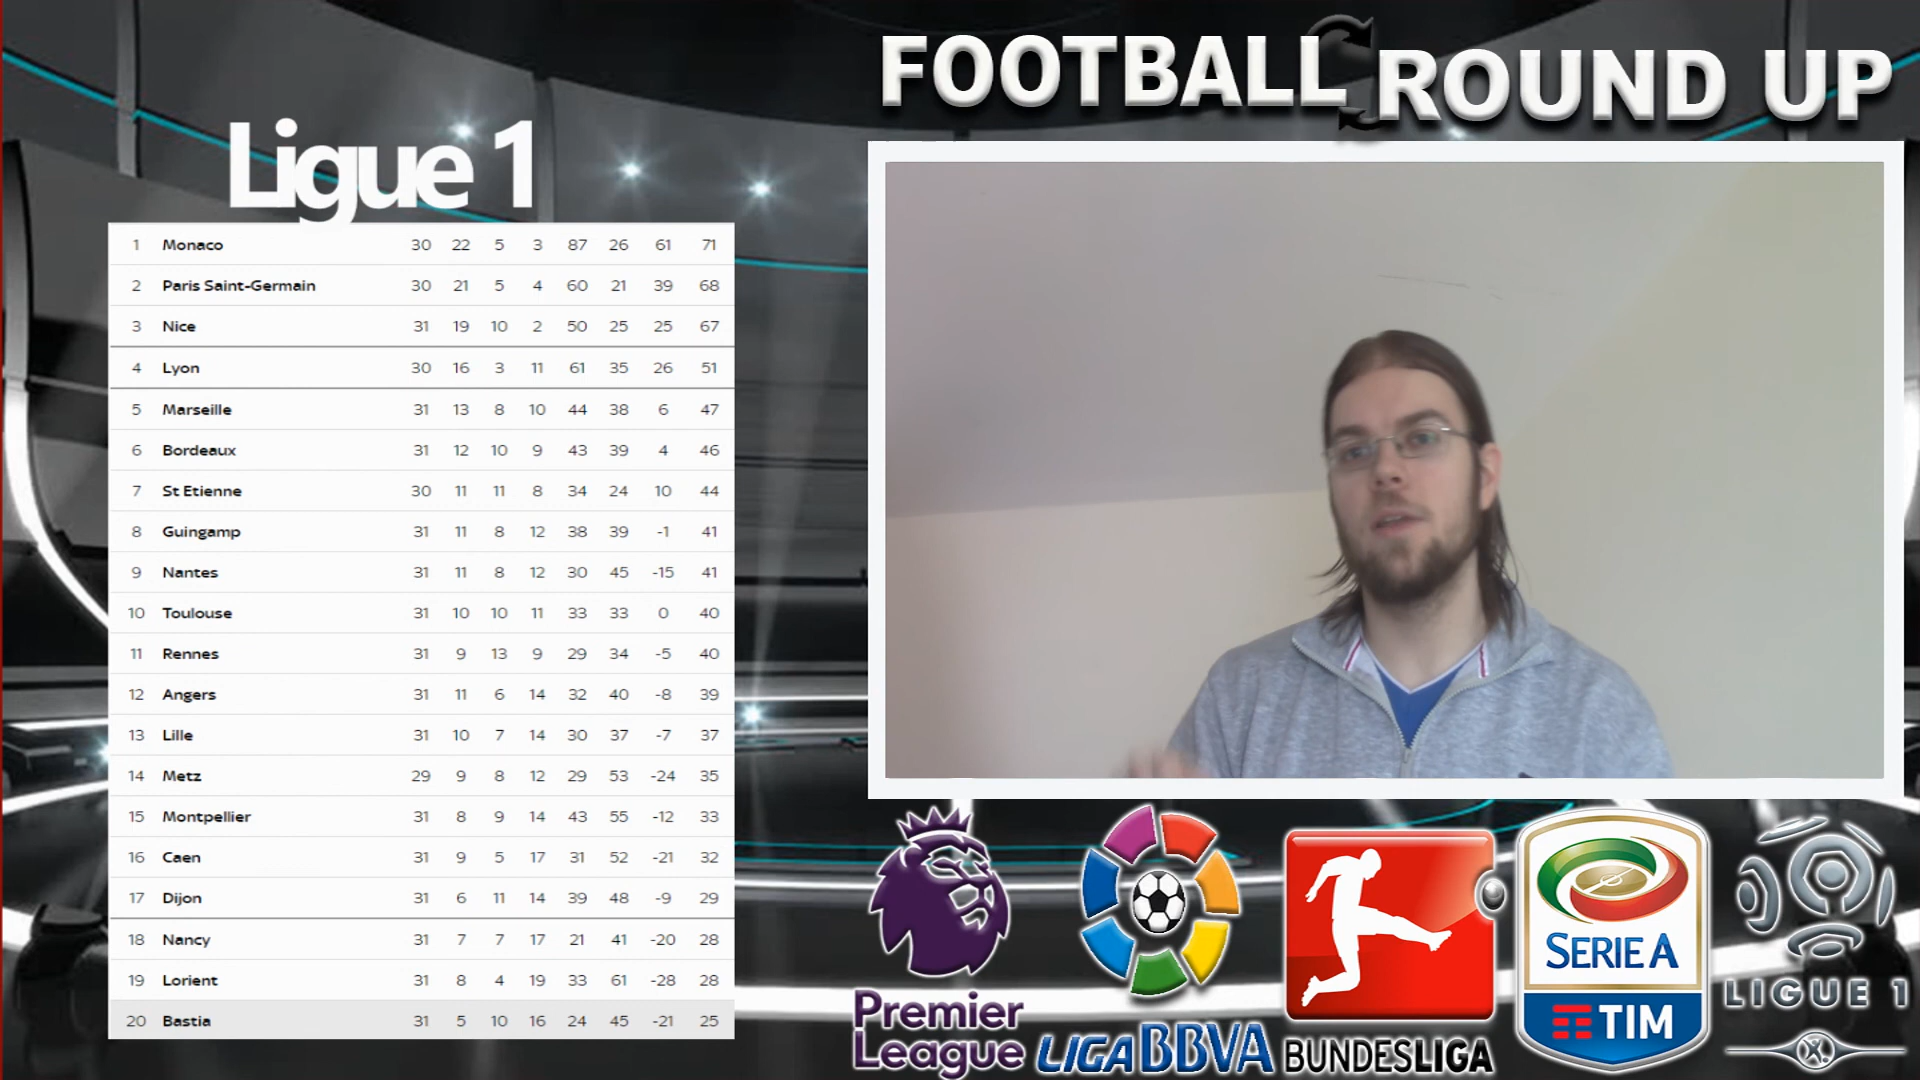 FOOTBALL ROUND UP
Ligue 1
1 Monaco 30 22 5 3 87 26 61 71
2 Paris Saint-Germain 30 21 5 4 60 21 39 68
3 Nice 31 19 10 2 50 25 25 67
4 Lyon 30 16 3 11 61 35 26 51
5 Marseille 31 13 8 10 44 38 6 47
6 Bordeaux 31 12 10 9 43 39 4 46
7 St Etienne 30 11 11 8 34 24 10 44
8 Guingamp 31 11 8 12 38 39 -1 41
9 Nantes 31 11 8 12 30 45 -15 41
10 Toulouse 31 10 10 11 33 33 0 40
11 Rennes 31 9 13 9 29 34 -5 40
12 Angers 31 11 6 14 32 40 -8 39
13 Lille 31 10 7 14 30 37 -7 37
14 Metz 29 9 8 12 29 53 -24 35
15 Montpellier 31 8 9 14 43 55 -12 33
16 Caen 31 9 5 17 31 52 -21 32
17 Dijon 31 6 11 14 39 48 -9 29
18 Nancy 31 7 7 17 21 41 -20 28
19 Lorient 31 8 4 19 33 61 -28 28
20 Bastia 31 5 10 16 24 45 -21 25
Premier
League
LIGA BBVA
BUNDESLIGA
SERIE A
TIM
LIGUE 1